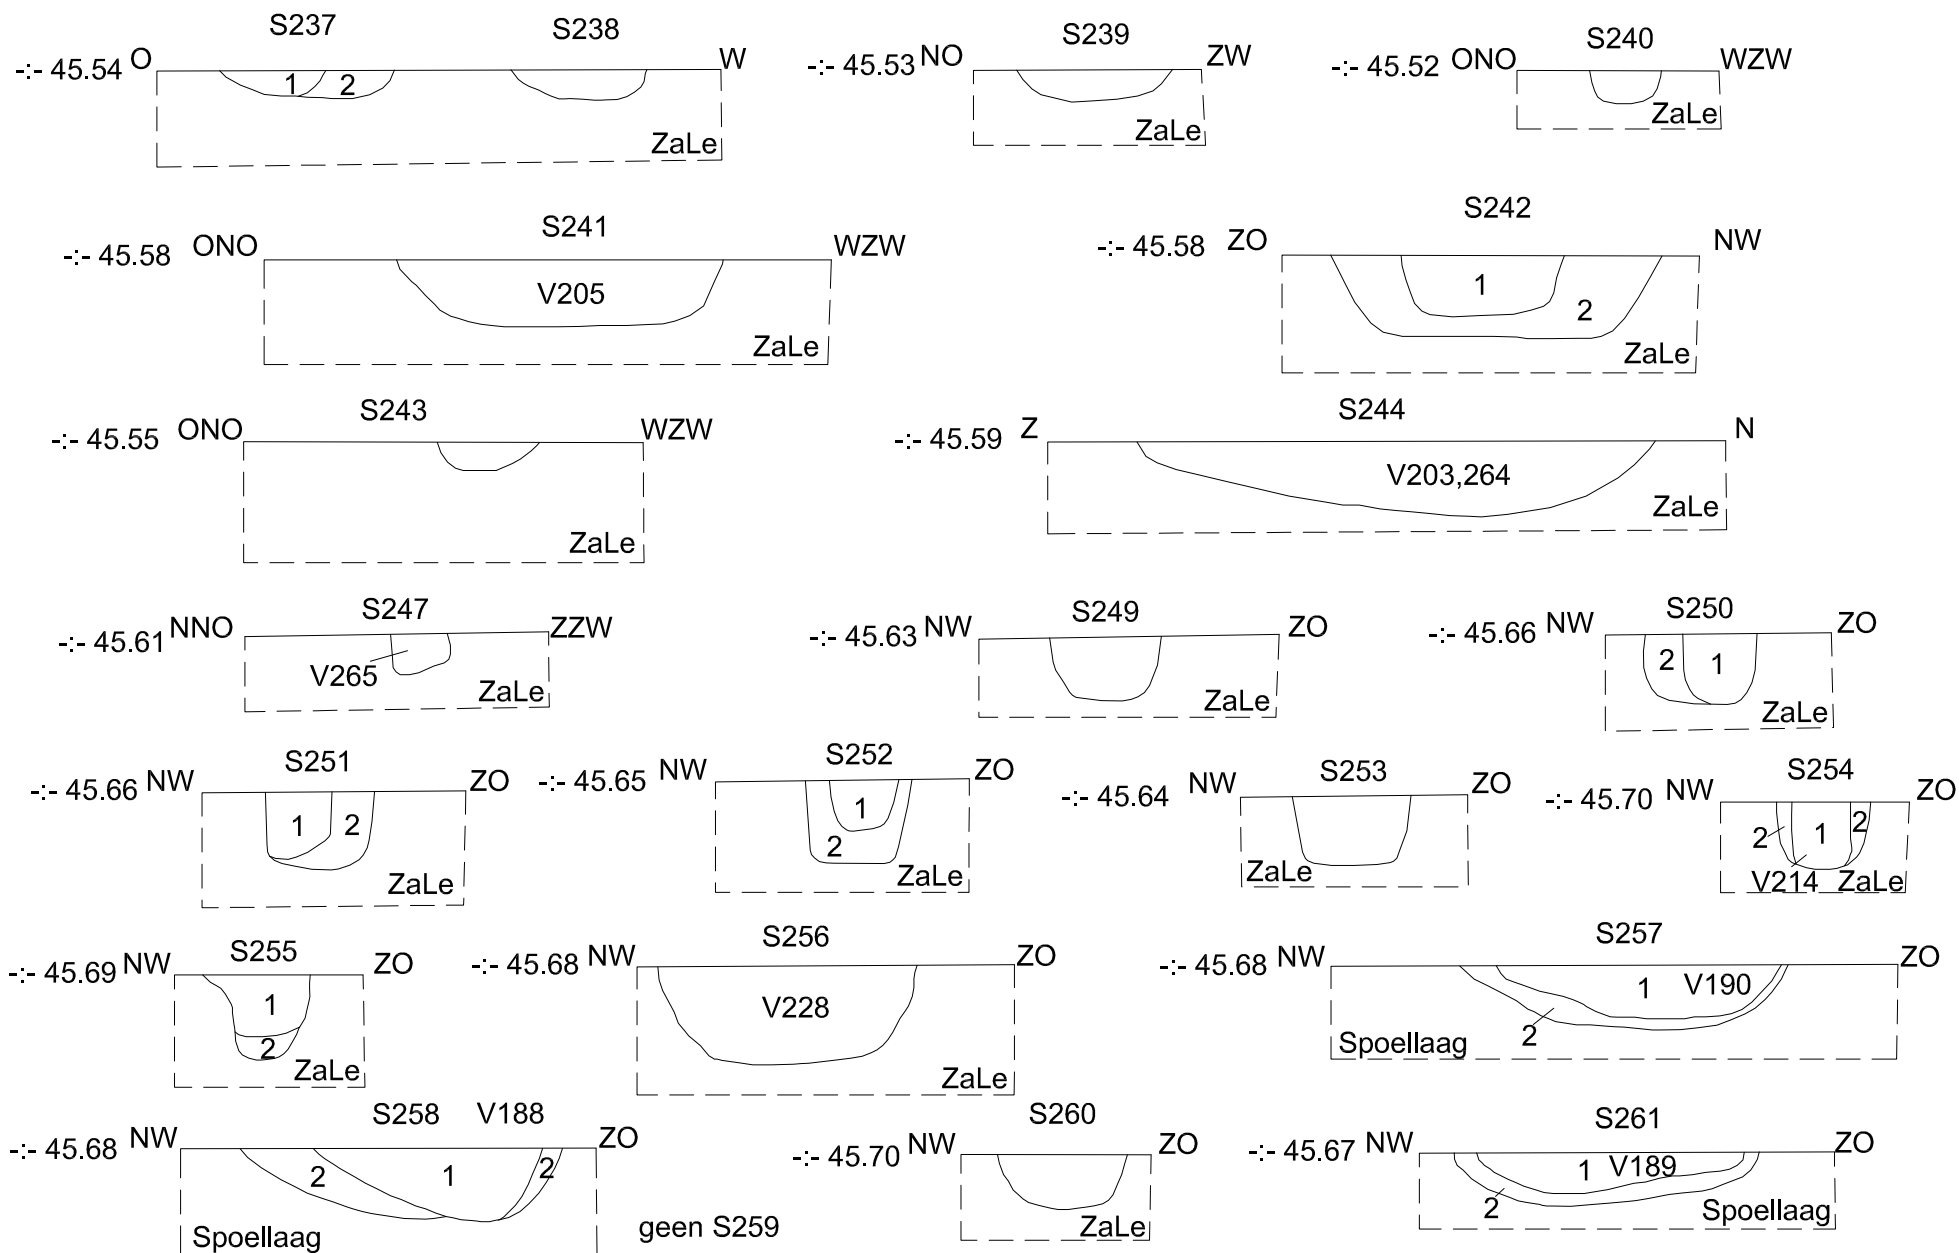 S237 S238
-:- 45.54 O W
1 2
ZaLe
S239
-:- 45.53 NO ZW
ZaLe
S240
-:- 45.52 ONO WZW
ZaLe
S241
-:- 45.58 ONO WZW
V205
ZaLe
S242
-:- 45.58 ZO NW
1
2
ZaLe
S243
-:- 45.55 ONO WZW
ZaLe
S244
-:- 45.59 Z N
V203,264
ZaLe
S247
-:- 45.61 NNO ZZW
V265
ZaLe
S249
-:- 45.63 NW ZO
ZaLe
S250
-:- 45.66 NW ZO
2 1
ZaLe
S251
-:- 45.66 NW ZO
1 2
ZaLe
S252
-:- 45.65 NW ZO
1
2
ZaLe
S253
-:- 45.64 NW ZO
ZaLe
S254
-:- 45.70 NW ZO
2 1 2
V214 ZaLe
S255
-:- 45.69 NW ZO
1
2
ZaLe
S256
-:- 45.68 NW ZO
V228
ZaLe
S257
-:- 45.68 NW ZO
1 V190
2
Spoellaag
S258 V188
-:- 45.68 NW ZO
2 1 2
Spoellaag
geen S259
S260
-:- 45.70 NW ZO
ZaLe
S261
-:- 45.67 NW ZO
1 V189
2
Spoellaag